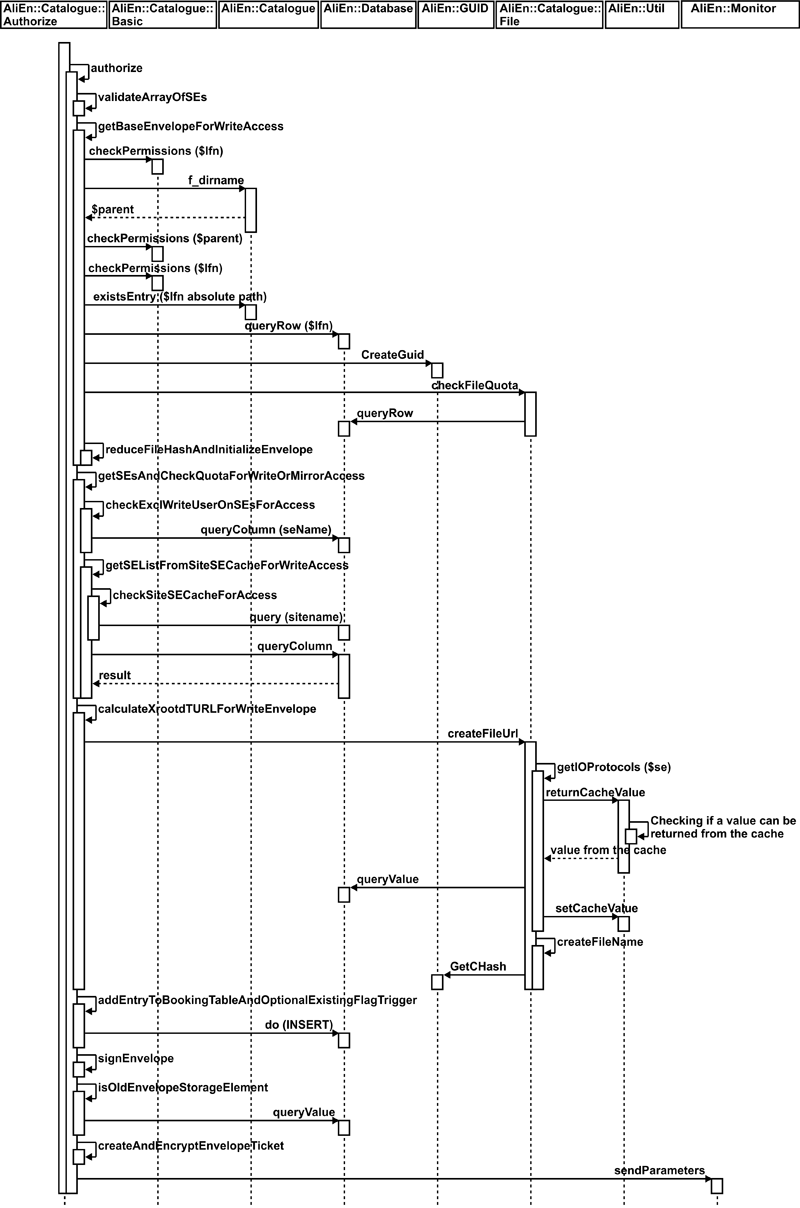 AliEn::Catalogue::
Authorize
AliEn::Catalogue::
Basic
AliEn::Catalogue
AliEn::Database
AliEn::GUID
AliEn::Catalogue::
File
AliEn::Util
AliEn::Monitor
authorize
validateArrayOfSEs
getBaseEnvelopeForWriteAccess
checkPermissions ($lfn)
f_dirname
$parent
checkPermissions ($parent)
checkPermissions ($lfn)
existsEntry ($lfn absolute path)
queryRow ($lfn)
CreateGuid
checkFileQuota
queryRow
reduceFileHashAndInitializeEnvelope
getSEsAndCheckQuotaForWriteOrMirrorAccess
checkExclWriteUserOnSEsForAccess
queryColumn (seName)
getSEListFromSiteSECacheForWriteAccess
checkSiteSECacheForAccess
query (sitename)
queryColumn
result
calculateXrootdTURLForWriteEnvelope
createFileUrl
getIOProtocols ($se)
returnCacheValue
Checking if a value can be
returned from the cache
value from the cache
queryValue
setCacheValue
createFileName
GetCHash
addEntryToBookingTableAndOptionalExistingFlagTrigger
do (INSERT)
signEnvelope
isOldEnvelopeStorageElement
queryValue
createAndEncryptEnvelopeTicket
sendParameters